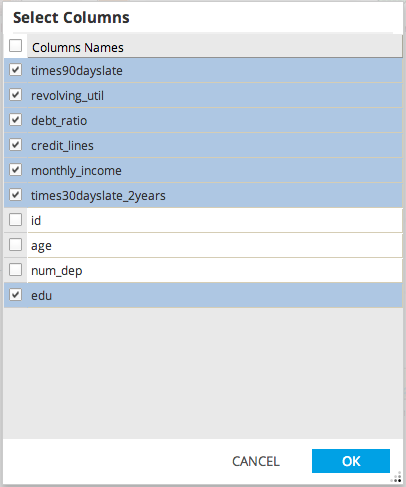 Select Columns
Columns Names
times90dayslate
revolving_util
debt_ratio
credit_lines
monthly_income
times30dayslate_2years
id
age
num_dep
edu
CANCEL OK